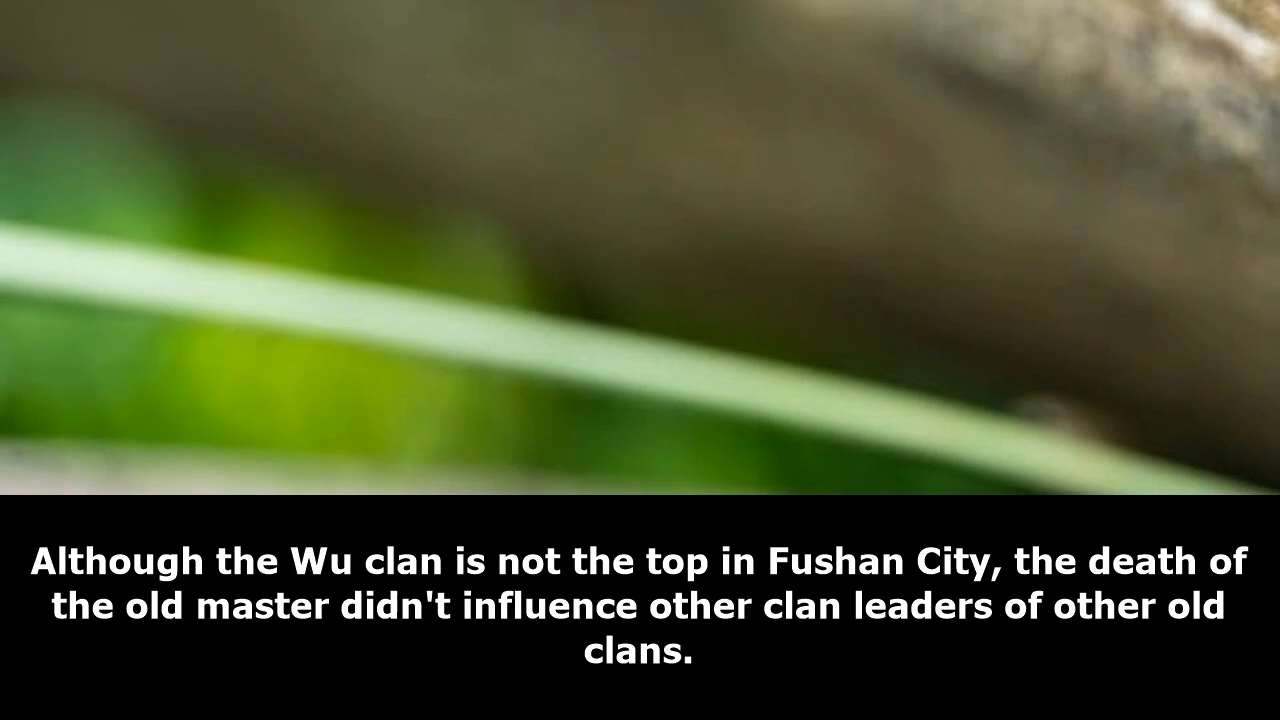 Although the Wu clan is not the top in Fushan City, the death of
the old master didn't influence other clan leaders of other old
clans.